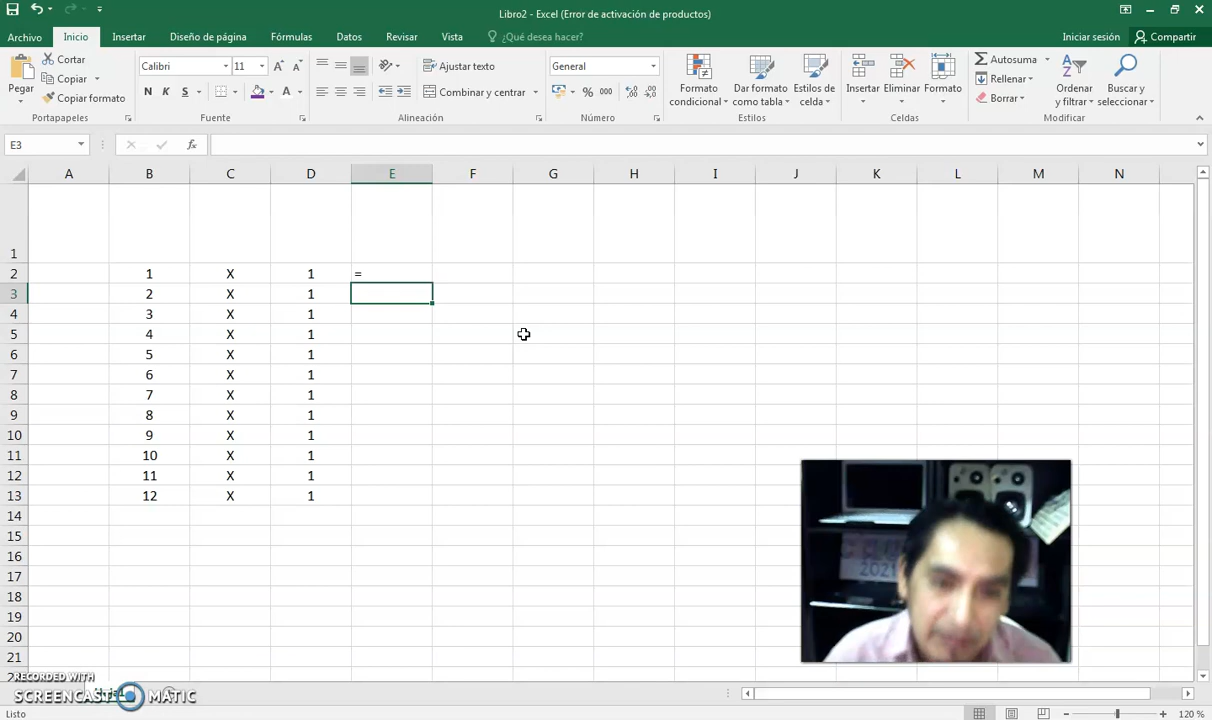 Libro2 - Excel (Error de activación de productos)
Archivo Inicio Insertar Diseño de página Fórmulas Datos Revisar Vista ¿Qué desea hacer? Iniciar sesión Compartir
Pegar
Cortar
Copiar
Copiar formato
Portapapeles
Calibri 11
N K S A
Fuente
Ajustar texto
Combinar y centrar
Alineación
General
% 000
Número
Formato condicional
Dar formato como tabla
Estilos de celda
Estilos
Insertar Eliminar Formato
Celdas
Autosuma
Rellenar
Borrar
Ordenar y filtrar
Buscar y seleccionar
Modificar
E3 fx
A B C D E F G H I J K L M N
1
2 1 X 1 =
3 2 X 1
4 3 X 1
5 4 X 1
6 5 X 1
7 6 X 1
8 7 X 1
9 8 X 1
10 9 X 1
11 10 X 1
12 11 X 1
13 12 X 1
14
15
16
17
18
19
20
21
RECORDED WITH
SCREENCAST MATIC
Listo 120 %